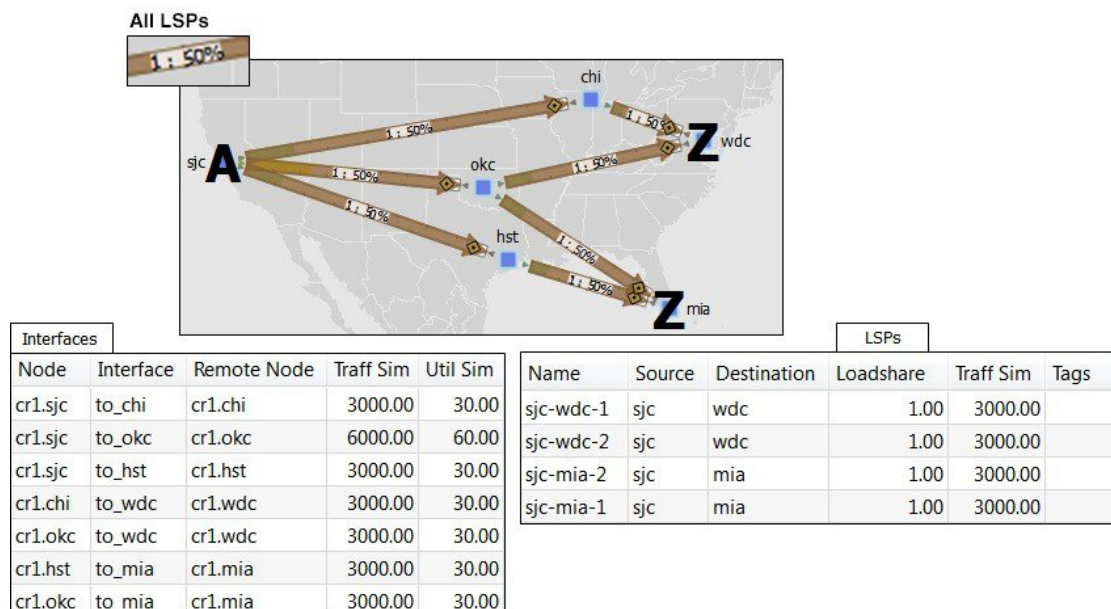 All LSPs
1 : 50%
chi
1 : 50%
1 : 50%
wdc
Z
sjc
A
okc
1 : 50%
1 : 50%
1 : 50%
hst
1 : 50%
1 : 50%
Z
mia
Interfaces
Node Interface Remote Node Traff Sim Util Sim
cr1.sjc to_chi cr1.chi 3000.00 30.00
cr1.sjc to_okc cr1.okc 6000.00 60.00
cr1.sjc to_hst cr1.hst 3000.00 30.00
cr1.chi to_wdc cr1.wdc 3000.00 30.00
cr1.okc to_wdc cr1.wdc 3000.00 30.00
cr1.hst to_mia cr1.mia 3000.00 30.00
cr1.okc to_mia cr1.mia 3000.00 30.00
LSPs
Name Source Destination Loadshare Traff Sim Tags
sjc-wdc-1 sjc wdc 1.00 3000.00
sjc-wdc-2 sjc wdc 1.00 3000.00
sjc-mia-2 sjc mia 1.00 3000.00
sjc-mia-1 sjc mia 1.00 3000.00